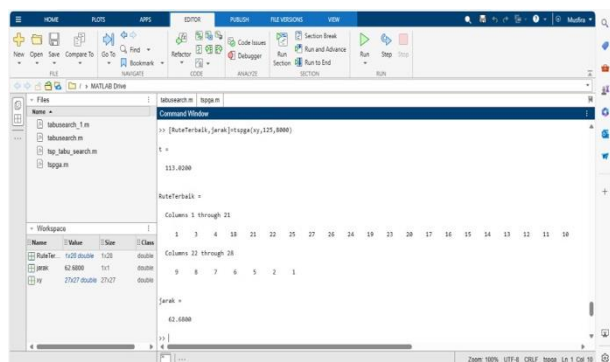 HOME PLOTS APPS EDITOR PUBLISH FILE VERSIONS VIEW
New Open Save Compare To Go To Find Bookmark Refactor Code Issues Debugger Run Section Section Break Run and Advance Run to End Run Step Stop
FILE NAVIGATE CODE ANALYZE SECTION RUN
/ > MATLAB Drive
Files
Name
tabusearch_1.m
tabusearch.m
tsp_tabu_search.m
tspga.m
Workspace
Name Value Size Class
RuteTer... 1x28 double 1x28 double
jarak 62.6800 1x1 double
xy 27x27 double 27x27 double
tabusearch.m tspga.m
Command Window
>> [RuteTerbaik,jarak]=tspga(xy,125,8000)
t =
113.0200
RuteTerbaik =
Columns 1 through 21
1 3 4 18 21 22 25 27 26 24 19 23 20 17 16 15 14 13 12 11 10
Columns 22 through 28
9 8 7 6 5 2 1
jarak =
62.6800
>>
Zoom: 100% UTF-8 CRLF tspga Ln 1 Col 10